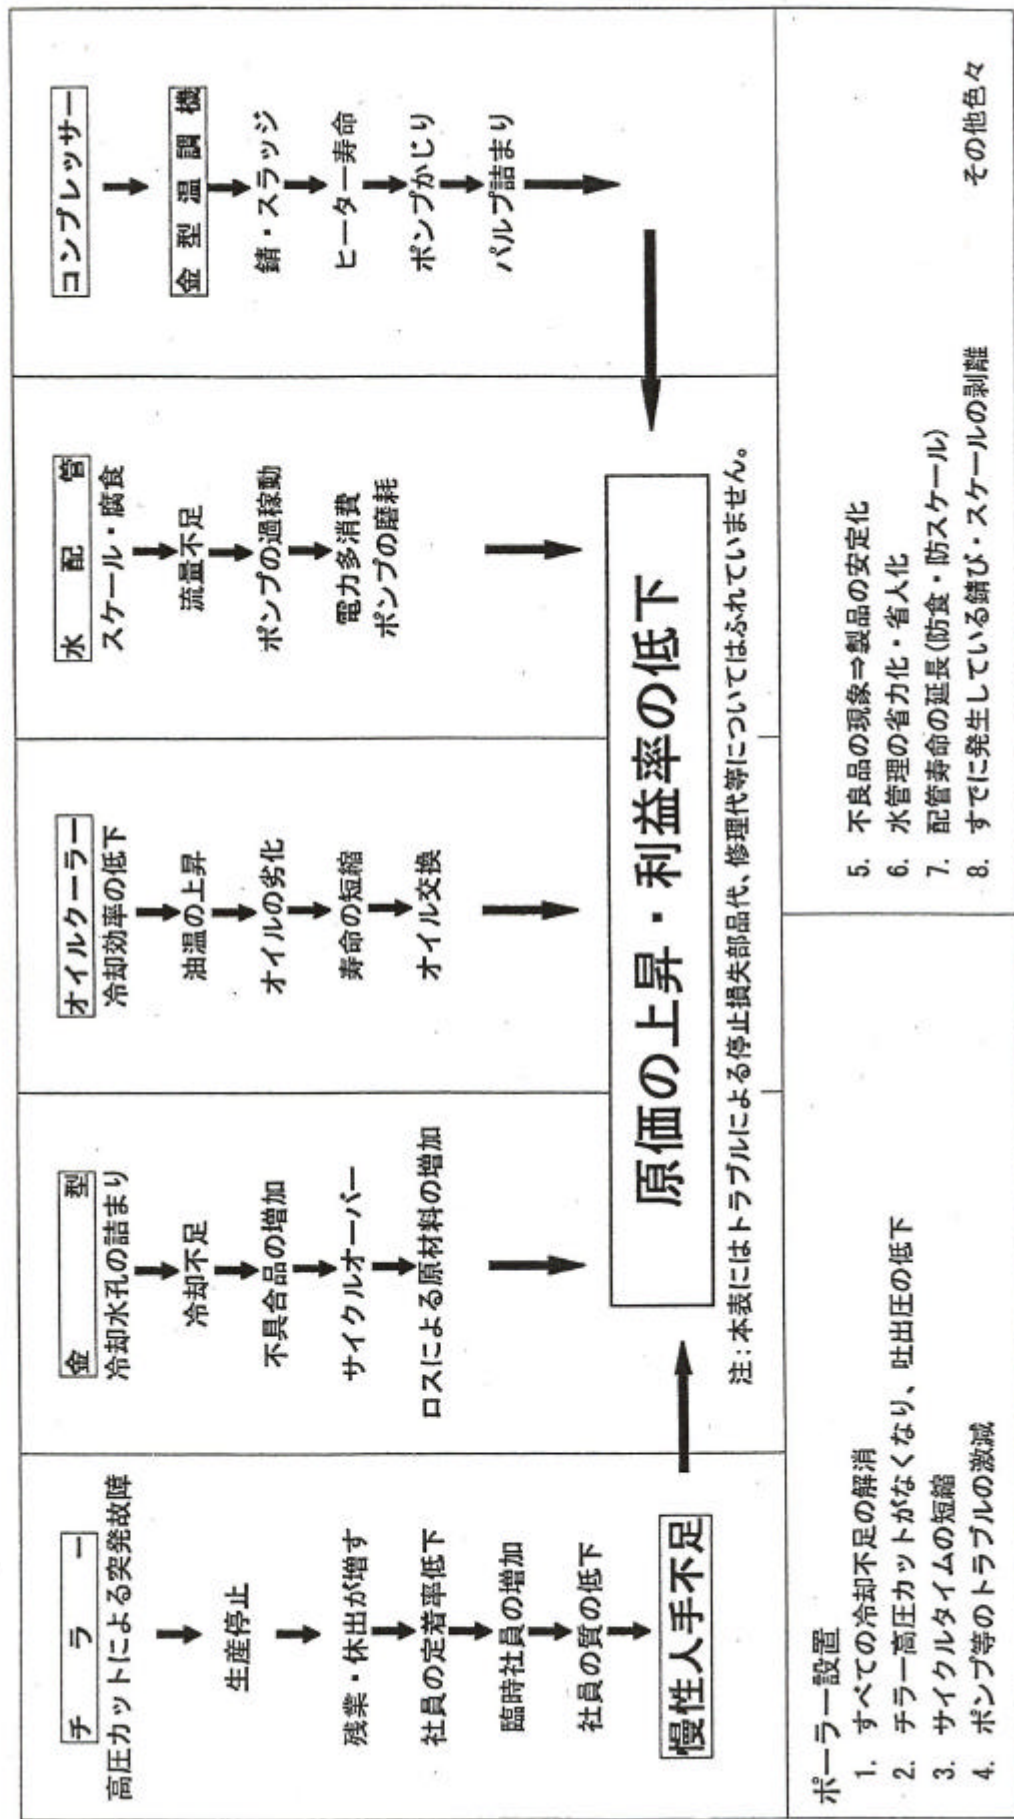 チラー
高圧カットによる突発故障
生産停止
残業・休出が増す
社員の定着率低下
臨時社員の増加
社員の質の低下
慢性人手不足
金型
冷却水孔の詰まり
冷却不足
不具合品の増加
サイクルオーバー
ロスによる原材料の増加
オイルクーラー
冷却効率の低下
油温の上昇
オイルの劣化
寿命の短縮
オイル交換
水配管
スケール・腐食
流量不足
ポンプの過稼動
電力多消費
ポンプの磨耗
コンプレッサー
金型温調機
錆・スラッジ
ヒーター寿命
ポンプかじり
バルブ詰まり
原価の上昇・利益率の低下
注:本表にはトラブルによる停止損失部品代、修理代等についてはふれていません。
ポーラー設置
1. すべての冷却不足の解消
2. チラー高圧カットがなくなり、吐出圧の低下
3. サイクルタイムの短縮
4. ポンプ等のトラブルの激減
5. 不良品の現象⇒製品の安定化
6. 水管理の省力化・省人化
7. 配管寿命の延長(防食・防スケール)
8. すでに発生している錆び・スケールの剥離
その他色々